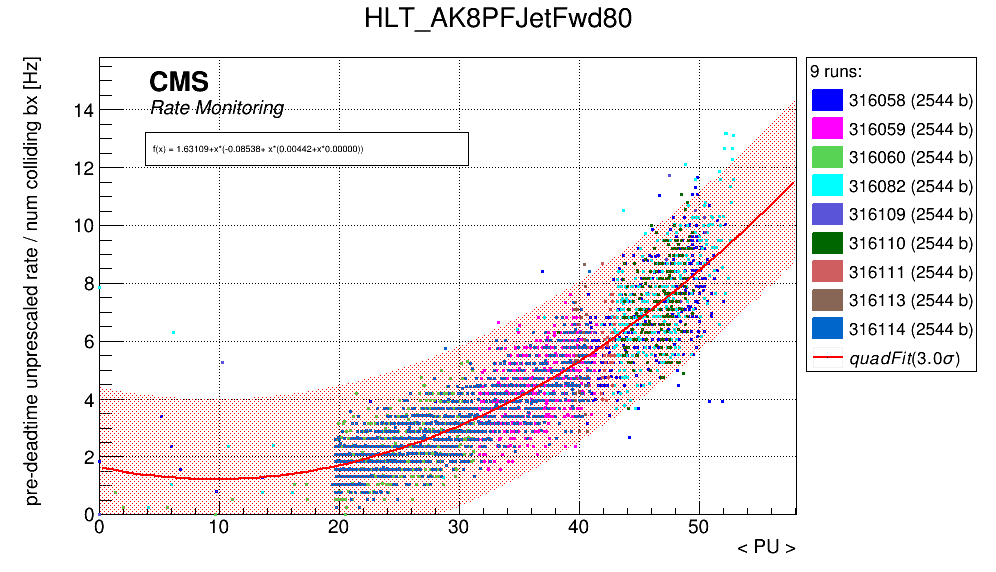 HLT_AK8PFJetFwd80
pre-deadtime unprescaled rate / num colliding bx [Hz]
CMS
Rate Monitoring
f(x) = 1.63109+x*(-0.08538+ x*(0.00442+x*0.00000))
14
12
10
8
6
4
2
0
0 10 20 30 40 50
< PU >
9 runs:
316058 (2544 b)
316059 (2544 b)
316060 (2544 b)
316082 (2544 b)
316109 (2544 b)
316110 (2544 b)
316111 (2544 b)
316113 (2544 b)
316114 (2544 b)
quadFit(3.0σ)